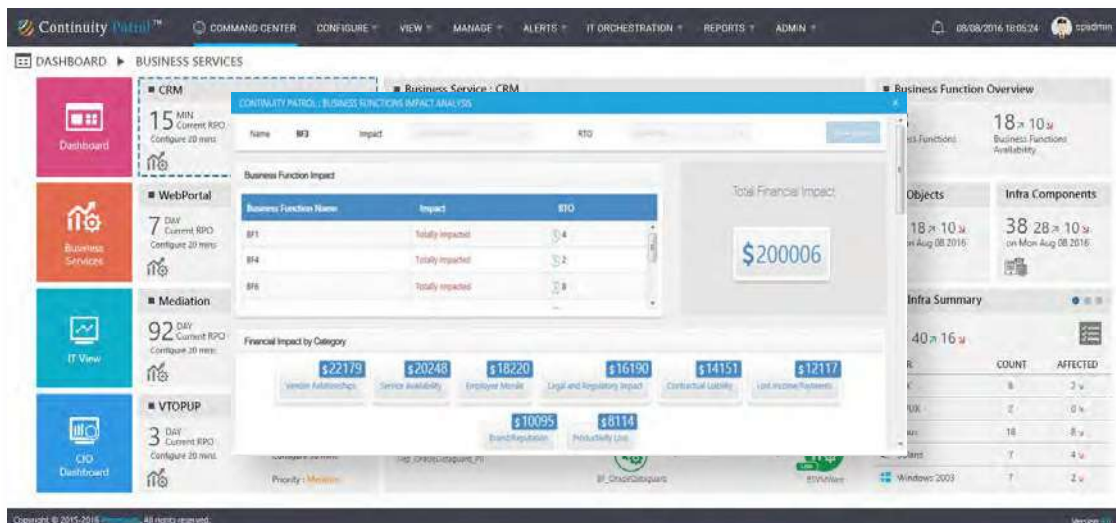 Continuity Patrol™
COMMAND CENTER CONFIGURE VIEW MANAGE ALERTS IT ORCHESTRATION REPORTS ADMIN 08/08/2016 18:05:24
DASHBOARD ▶ BUSINESS SERVICES
Dashboard
Business Services
IT View
CIO Dashboard
CRM
15 MIN Current RPO
Configure 20 mins
WebPortal
7 DAY Current RPO
Configure 20 mins
Mediation
92 DAY Current RPO
Configure 20 mins
VTOPUP
3 DAY Current RPO
Configure 20 mins
Business Service : CRM
CONTINUITY PATROL : BUSINESS FUNCTIONS IMPACT ANALYSIS
Name BF3 Impact RTO
Business Function Impact
Business Function Name Impact RTO
BF1 Totally impacted 4
BF4 Totally impacted 2
BF6 Totally impacted 8
Total Financial Impact
$200006
Financial Impact by Category
$22179 $20248 $18220 $16190 $14151 $12117
Vendor Relationships Service Availability Employee Morale Legal and Regulatory Impact Contractual Liability Lost Income/Payments
$10095 $8114
Brand/Reputation Productivity Loss
Priority :
Business Function Overview
18 10
Business Functions Availability
Objects
18 10
on Aug 08 2016
Infra Components
38 28 10
on Mon Aug 08 2016
Infra Summary
40 16
COUNT AFFECTED
18 8
7 4
Windows 2003 7 2
Copyright © 2015-2016 All rights reserved.
Version